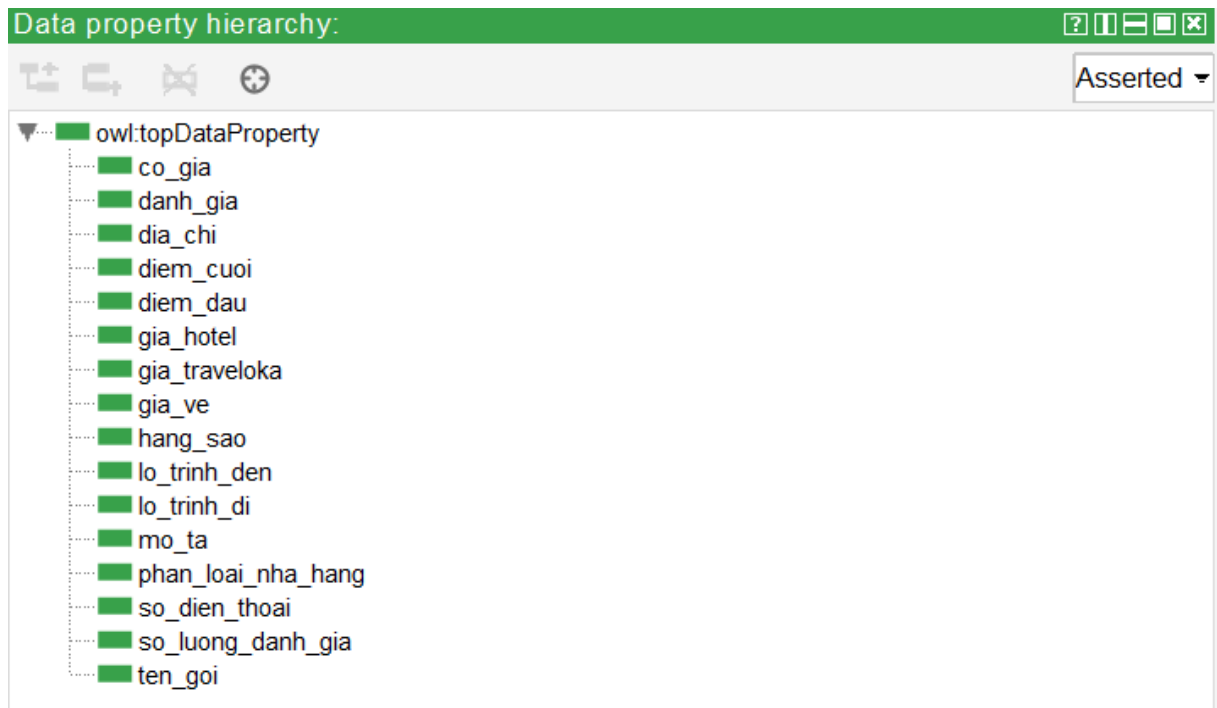 Data property hierarchy:
Asserted
owl:topDataProperty
co_gia
danh_gia
dia_chi
diem_cuoi
diem_dau
gia_hotel
gia_traveloka
gia_ve
hang_sao
lo_trinh_den
lo_trinh_di
mo_ta
phan_loai_nha_hang
so_dien_thoai
so_luong_danh_gia
ten_goi